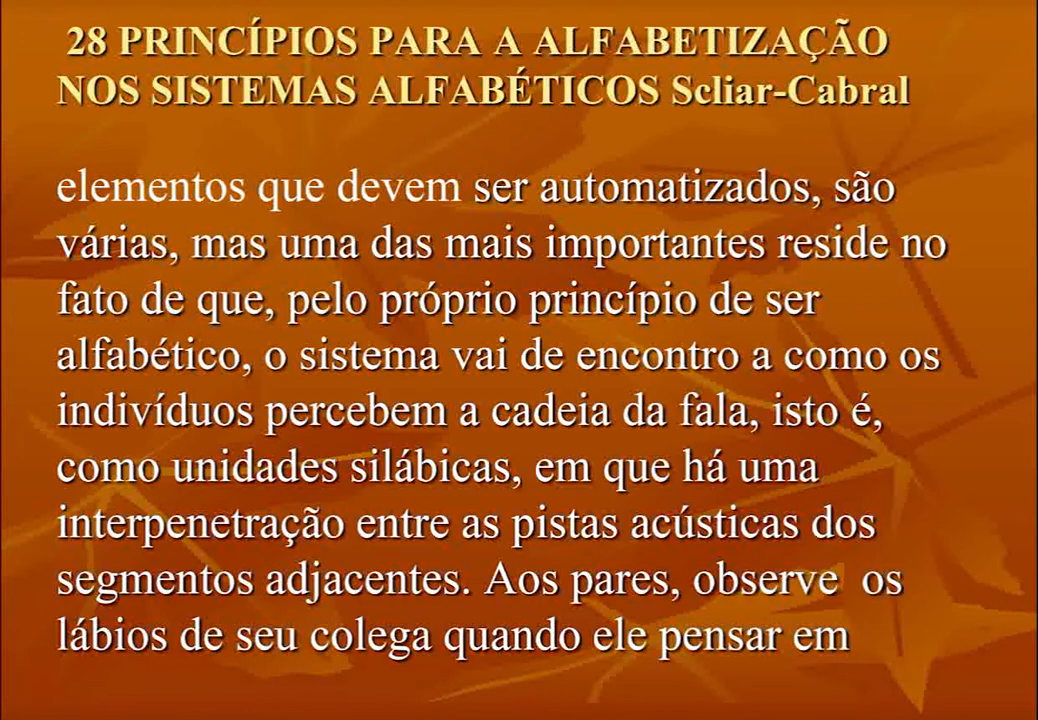 28 PRINCÍPIOS PARA A ALFABETIZAÇÃO
NOS SISTEMAS ALFABÉTICOS Scliar-Cabral
elementos que devem ser automatizados, são
várias, mas uma das mais importantes reside no
fato de que, pelo próprio princípio de ser
alfabético, o sistema vai de encontro a como os
indivíduos percebem a cadeia da fala, isto é,
como unidades silábicas, em que há uma
interpenetração entre as pistas acústicas dos
segmentos adjacentes. Aos pares, observe os
lábios de seu colega quando ele pensar em